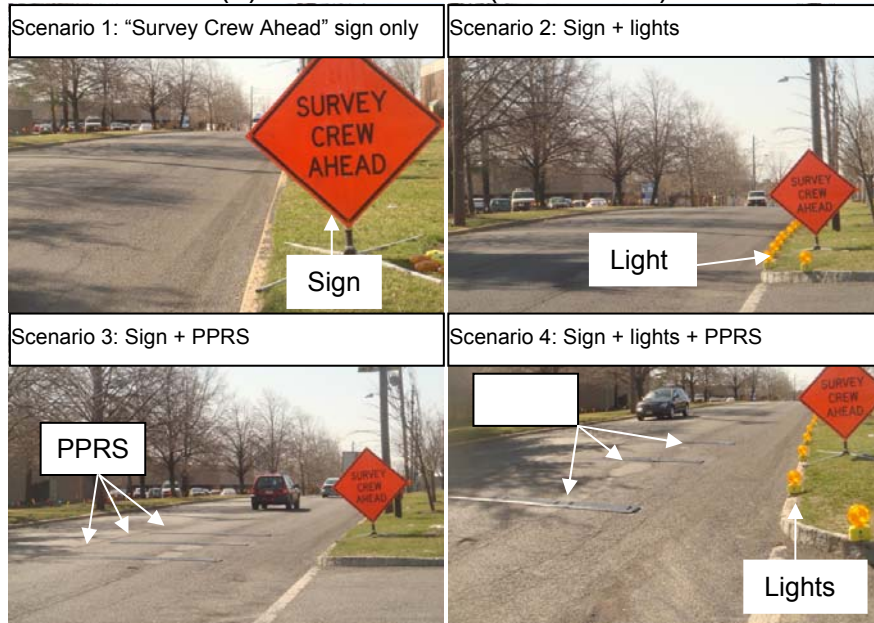 Scenario 1: “Survey Crew Ahead” sign only
Scenario 2: Sign + lights
SURVEY
CREW
AHEAD
Sign
SURVEY
CREW
AHEAD
Light
Scenario 3: Sign + PPRS
Scenario 4: Sign + lights + PPRS
PPRS
SURVEY
CREW
AHEAD
SURVEY
CREW
AHEAD
Lights